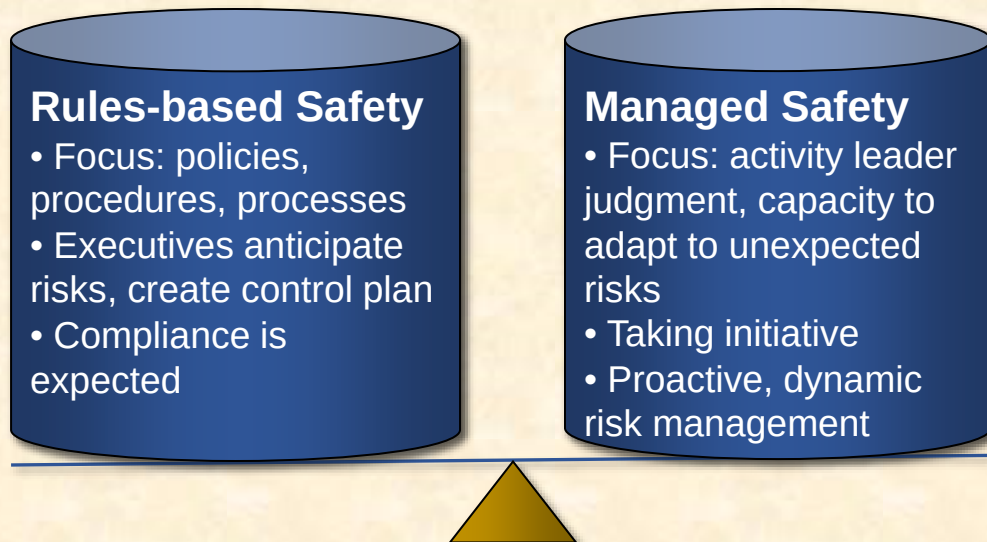 Rules-based Safety
• Focus: policies,
procedures, processes
• Executives anticipate
risks, create control plan
• Compliance is
expected
Managed Safety
• Focus: activity leader
judgment, capacity to
adapt to unexpected
risks
• Taking initiative
• Proactive, dynamic
risk management